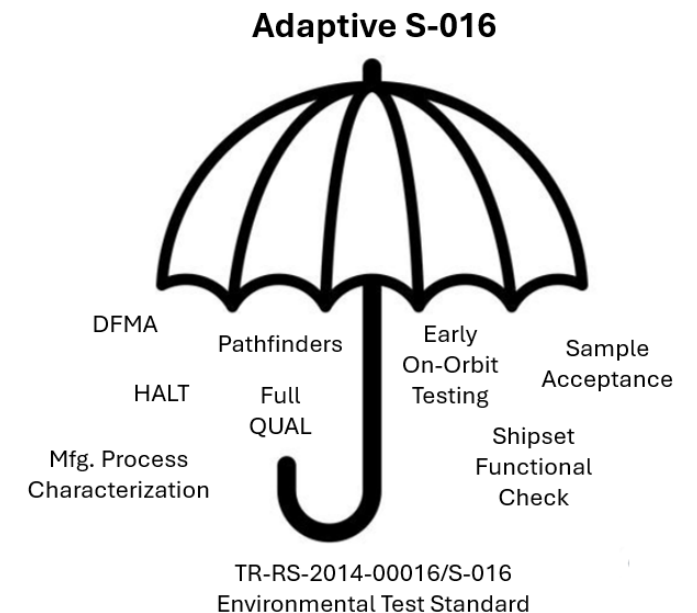 Adaptive S-016
DFMA
Pathfinders
Early
On-Orbit
Testing
Sample
Acceptance
HALT
Full
QUAL
Mfg. Process
Characterization
Shipset
Functional
Check
TR-RS-2014-00016/S-016
Environmental Test Standard